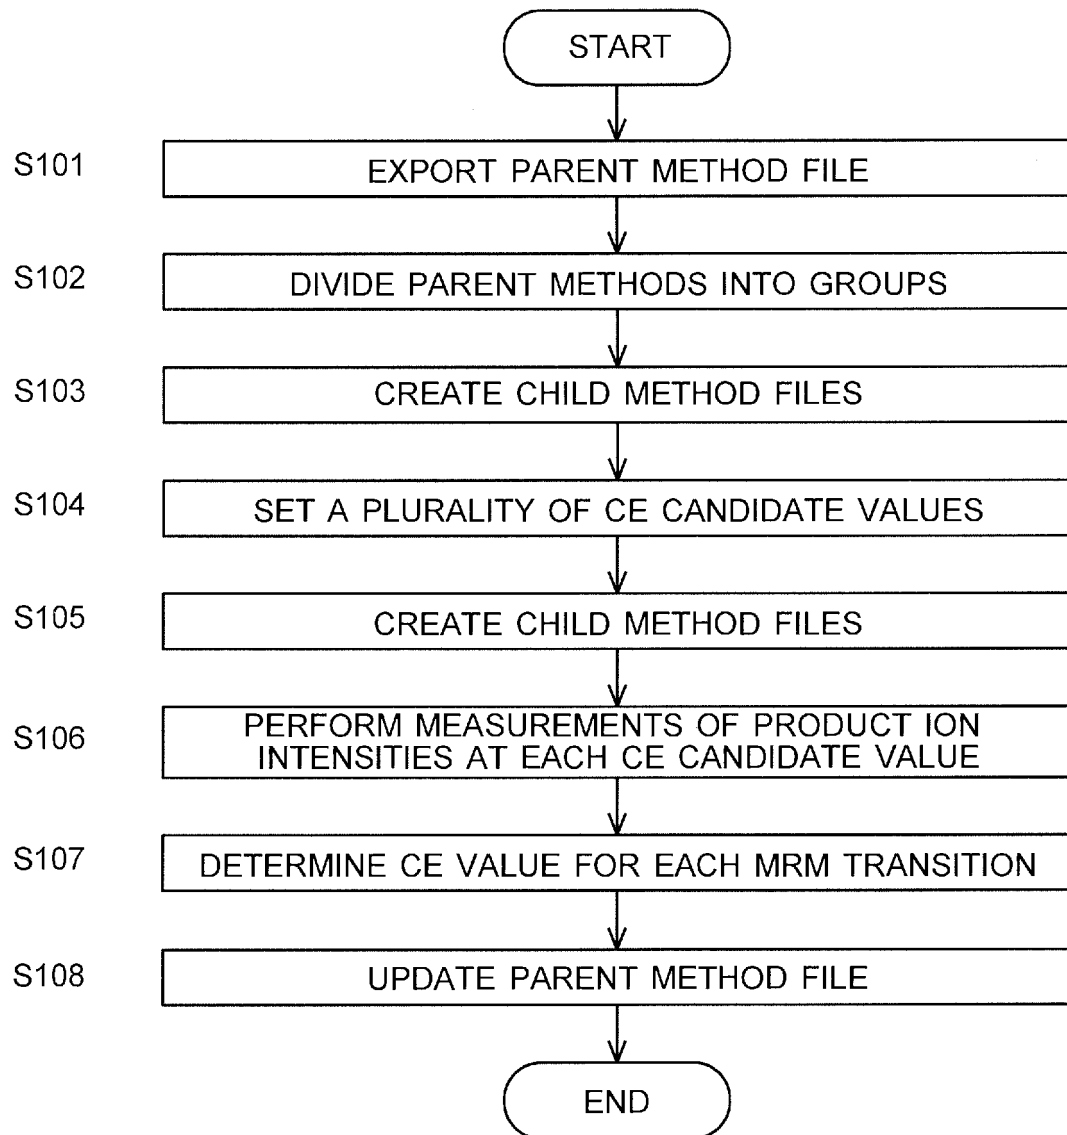 START
S101
EXPORT PARENT METHOD FILE
S102
DIVIDE PARENT METHODS INTO GROUPS
S103
CREATE CHILD METHOD FILES
S104
SET A PLURALITY OF CE CANDIDATE VALUES
S105
CREATE CHILD METHOD FILES
S106
PERFORM MEASUREMENTS OF PRODUCT ION
INTENSITIES AT EACH CE CANDIDATE VALUE
S107
DETERMINE CE VALUE FOR EACH MRM TRANSITION
S108
UPDATE PARENT METHOD FILE
END